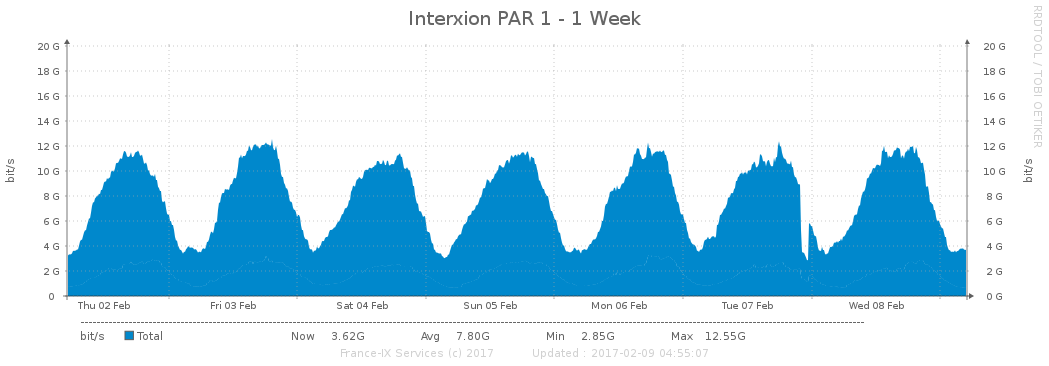 Interxion PAR 1 - 1 Week
RRDTOOL / TOBI OETIKER
bit/s
bit/s
20 G 20 G
18 G 18 G
16 G 16 G
14 G 14 G
12 G 12 G
10 G 10 G
8 G 8 G
6 G 6 G
4 G 4 G
2 G 2 G
0 0 G
Thu 02 Feb Fri 03 Feb Sat 04 Feb Sun 05 Feb Mon 06 Feb Tue 07 Feb Wed 08 Feb
bit/s Total Now 3.62G Avg 7.80G Min 2.85G Max 12.55G
France-IX Services (c) 2017 Updated : 2017-02-09 04:55:07